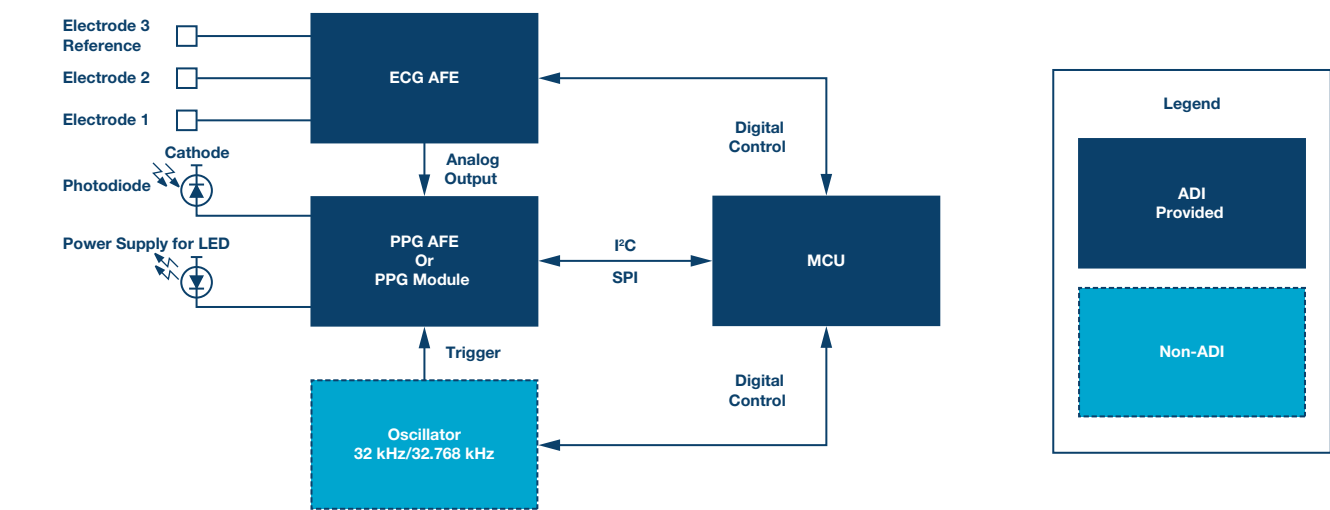 Electrode 3
Reference
Electrode 2
Electrode 1
ECG AFE
Digital
Control
Analog
Output
Cathode
Photodiode
Power Supply for LED
PPG AFE
Or
PPG Module
I²C
SPI
MCU
Trigger
Digital
Control
Oscillator
32 kHz/32.768 kHz
Legend
ADI
Provided
Non-ADI